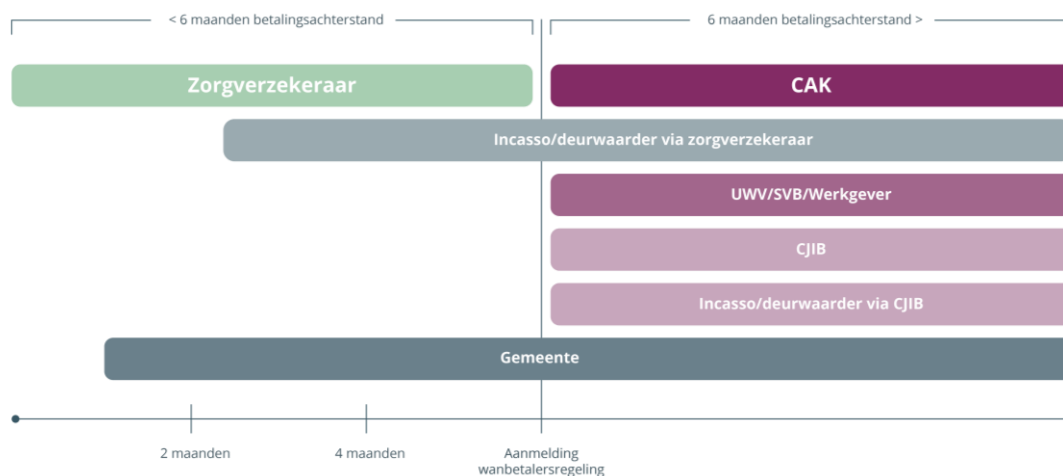 < 6 maanden betalingsachterstand
6 maanden betalingsachterstand >
Zorgverzekeraar
CAK
Incasso/deurwaarder via zorgverzekeraar
UWV/SVB/Werkgever
CJIB
Incasso/deurwaarder via CJIB
Gemeente
2 maanden
4 maanden
Aanmelding
wanbetalersregeling